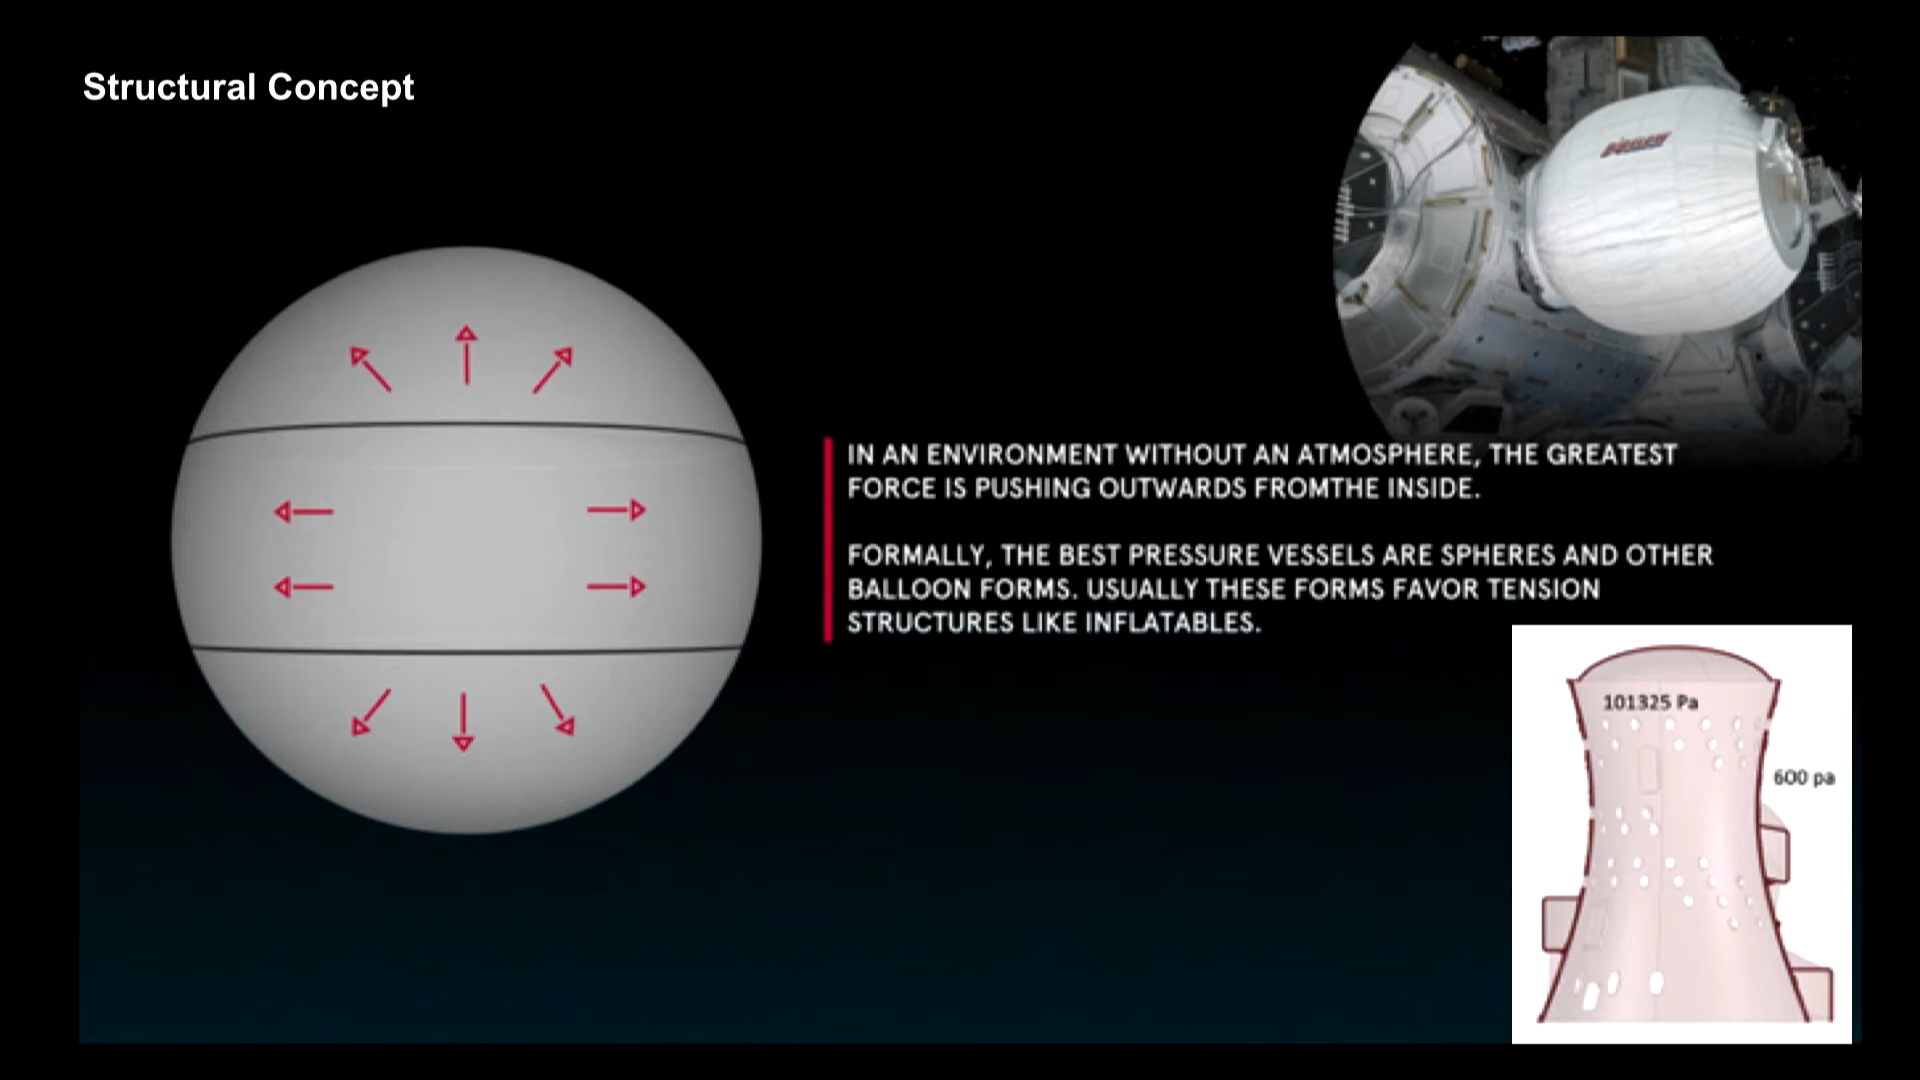 Structural Concept
IN AN ENVIRONMENT WITHOUT AN ATMOSPHERE, THE GREATEST
FORCE IS PUSHING OUTWARDS FROMTHE INSIDE.
FORMALLY, THE BEST PRESSURE VESSELS ARE SPHERES AND OTHER
BALLOON FORMS. USUALLY THESE FORMS FAVOR TENSION
STRUCTURES LIKE INFLATABLES.
101325 Pa
600 pa